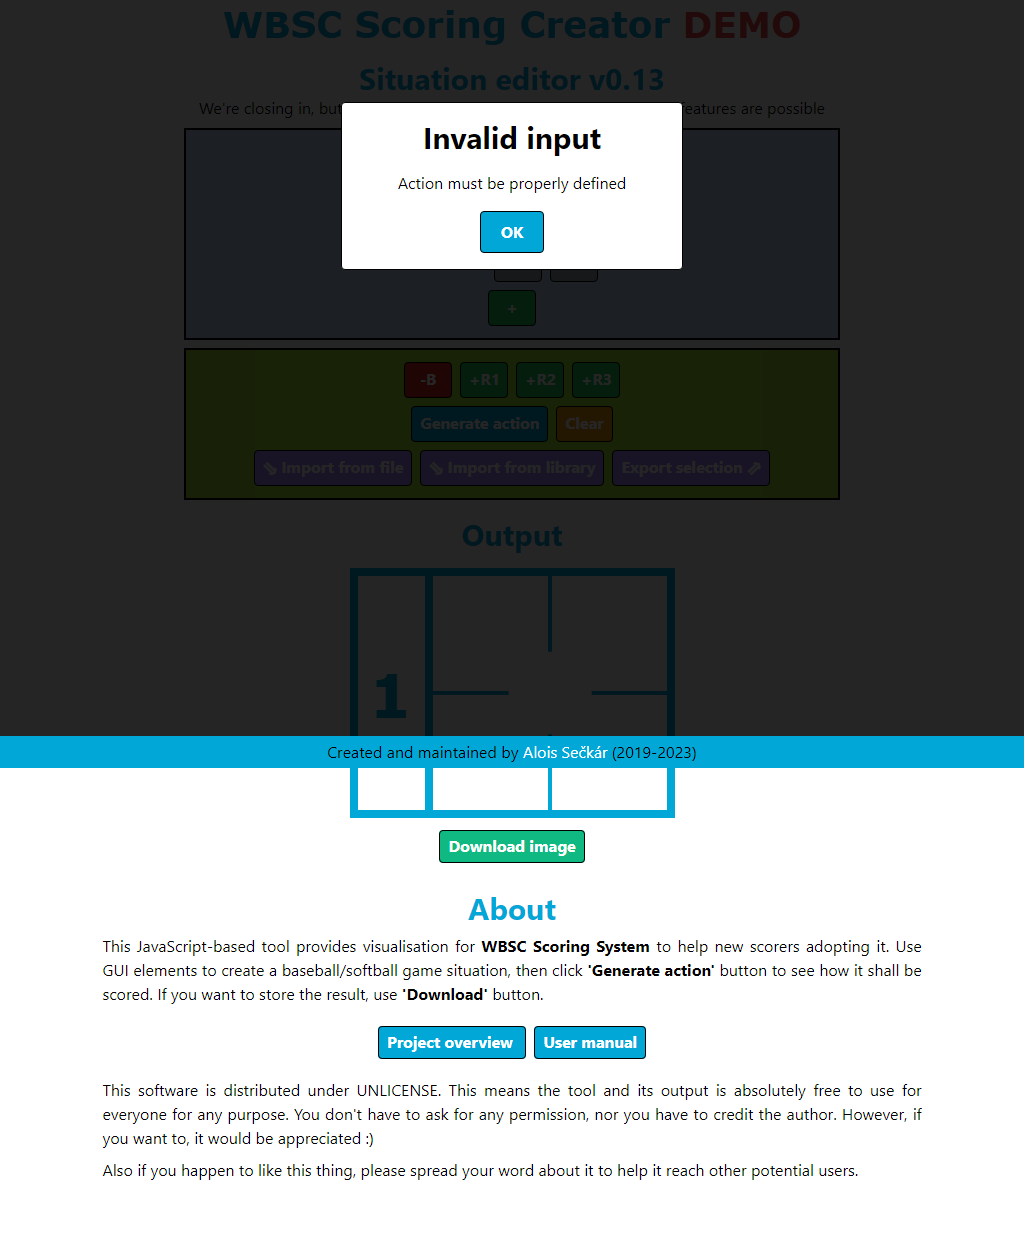 WBSC Scoring Creator DEMO
Situation editor v0.13
We're closing in, but
eatures are possible
Invalid input
Action must be properly defined
OK
+
-B +R1 +R2 +R3
Generate action Clear
⇘ Import from file ⇘ Import from library Export selection ⇗
Output
1
Created and maintained by Alois Sečkár (2019-2023)
Download image
About
This JavaScript-based tool provides visualisation for WBSC Scoring System to help new scorers adopting it. Use
GUI elements to create a baseball/softball game situation, then click 'Generate action' button to see how it shall be
scored. If you want to store the result, use 'Download' button.
Project overview User manual
This software is distributed under UNLICENSE. This means the tool and its output is absolutely free to use for
everyone for any purpose. You don't have to ask for any permission, nor you have to credit the author. However, if
you want to, it would be appreciated :)
Also if you happen to like this thing, please spread your word about it to help it reach other potential users.